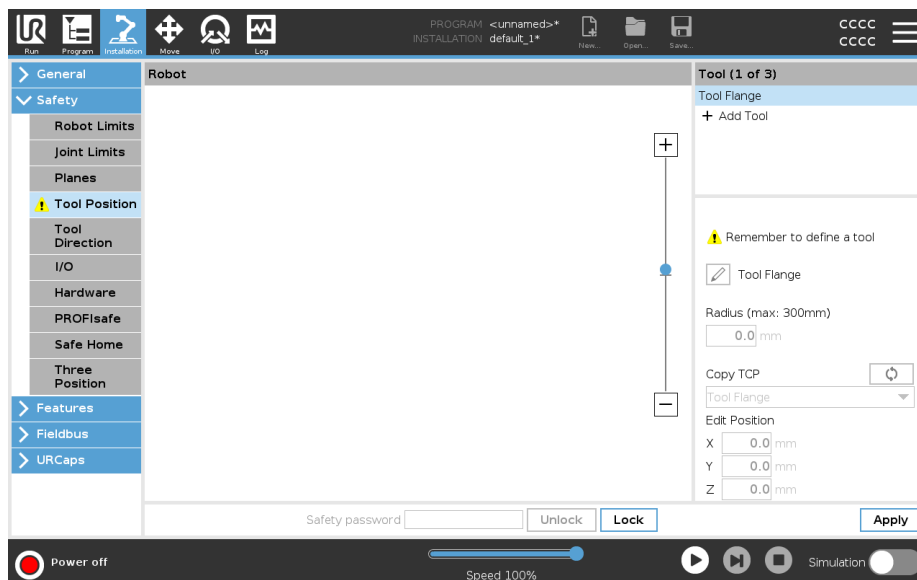 PROGRAM <unnamed>*
INSTALLATION default_1*
CCCC
CCCC
Run Program Installation Move I/O Log New... Open... Save...
General
Safety
Robot Limits
Joint Limits
Planes
Tool Position
Tool
Direction
I/O
Hardware
PROFIsafe
Safe Home
Three
Position
Features
Fieldbus
URCaps
Robot
Tool (1 of 3)
Tool Flange
+ Add Tool
Remember to define a tool
Tool Flange
Radius (max: 300mm)
0.0 mm
Copy TCP
Tool Flange
Edit Position
X 0.0 mm
Y 0.0 mm
Z 0.0 mm
Safety password Unlock Lock Apply
Power off
Speed 100%
Simulation